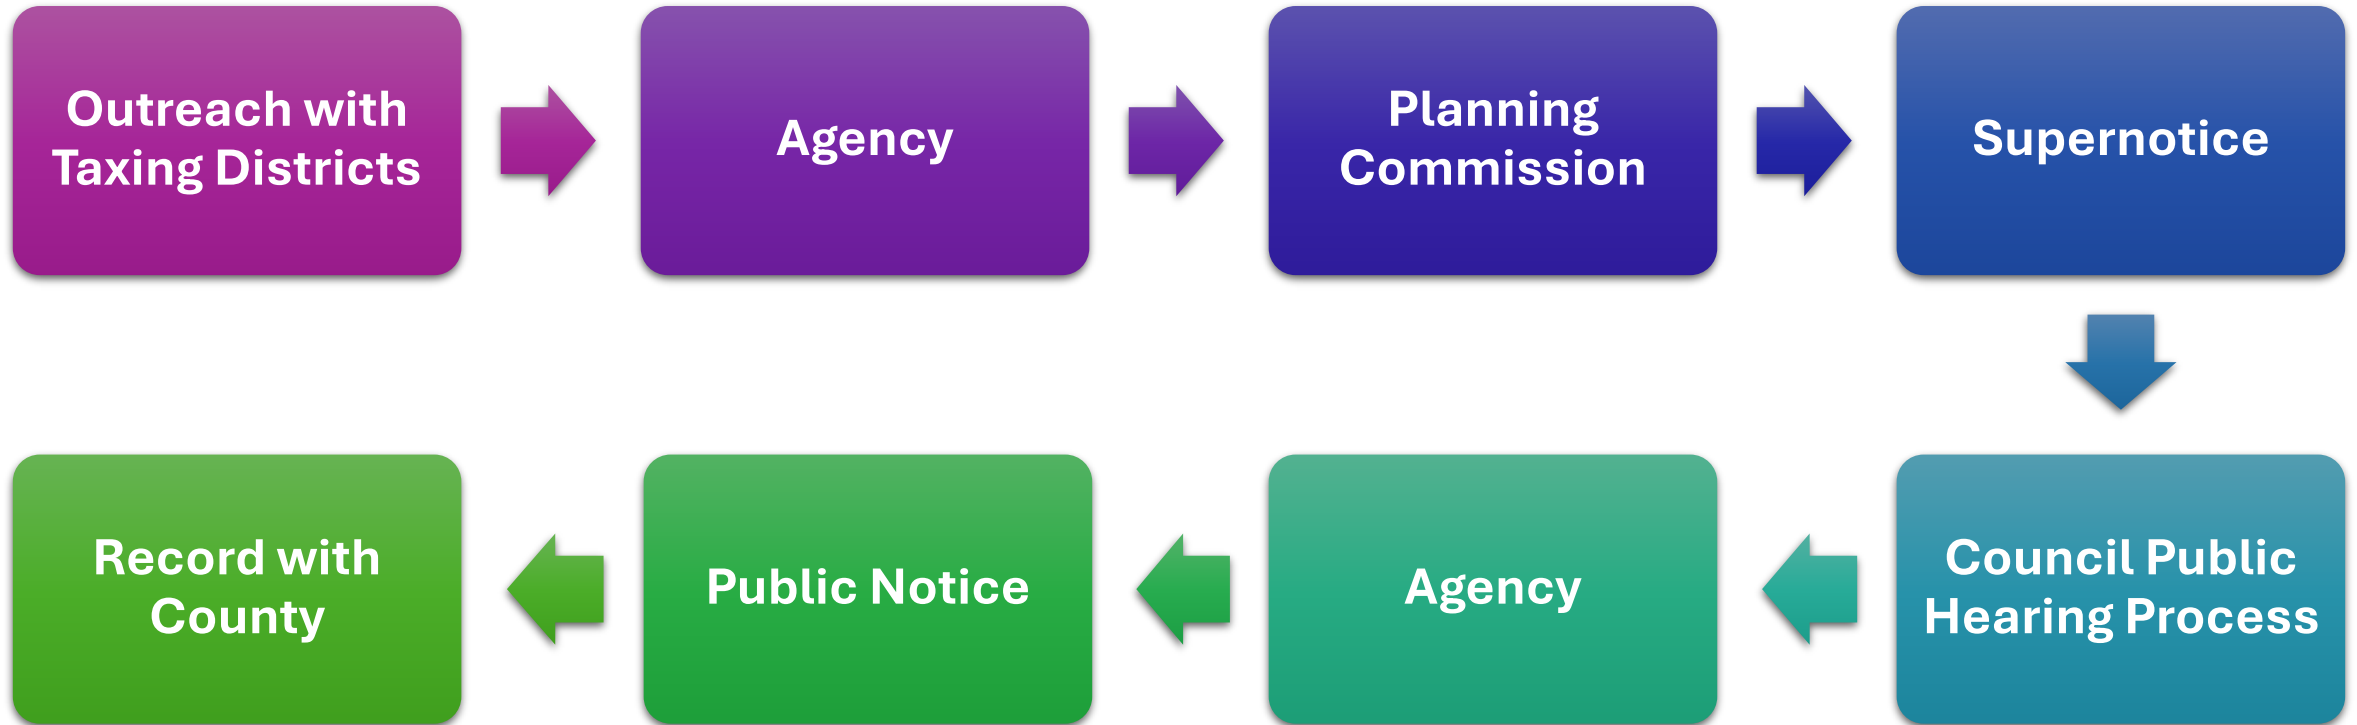 Outreach with
Taxing Districts
Agency
Planning
Commission
Supernotice
Council Public
Hearing Process
Agency
Public Notice
Record with
County